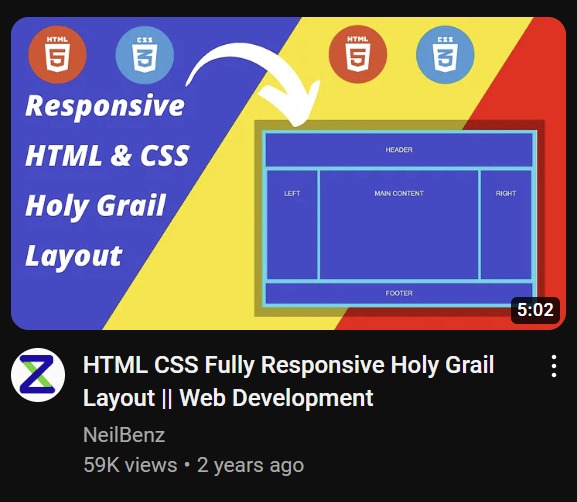 HTML
5
CSS
3
HTML
5
CSS
3
Responsive
HTML & CSS
Holy Grail
Layout
HEADER
LEFT
MAIN CONTENT
RIGHT
FOOTER
5:02
HTML CSS Fully Responsive Holy Grail
Layout || Web Development
NeilBenz
59K views • 2 years ago